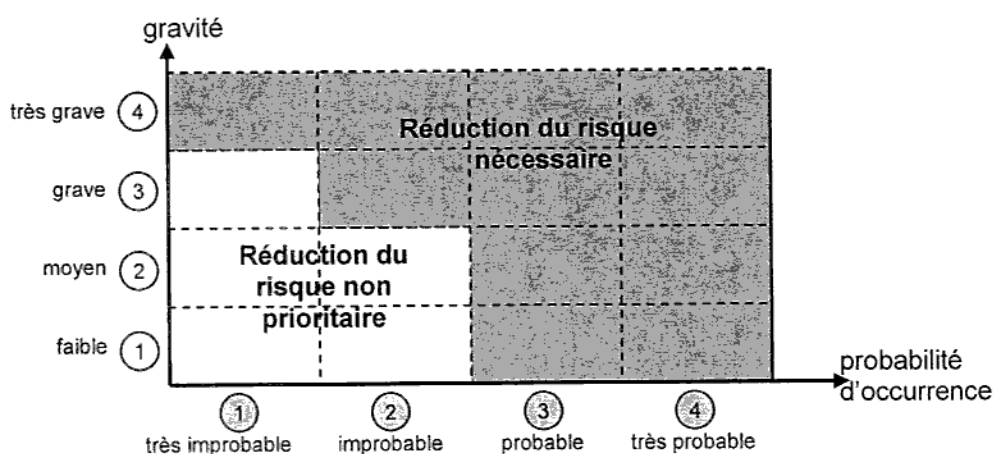 gravité
très grave 4
Réduction du risque
nécessaire
grave 3
moyen 2
Réduction du
risque non
prioritaire
faible 1
probabilité
d'occurrence
1 2 3 4
très improbable improbable probable très probable